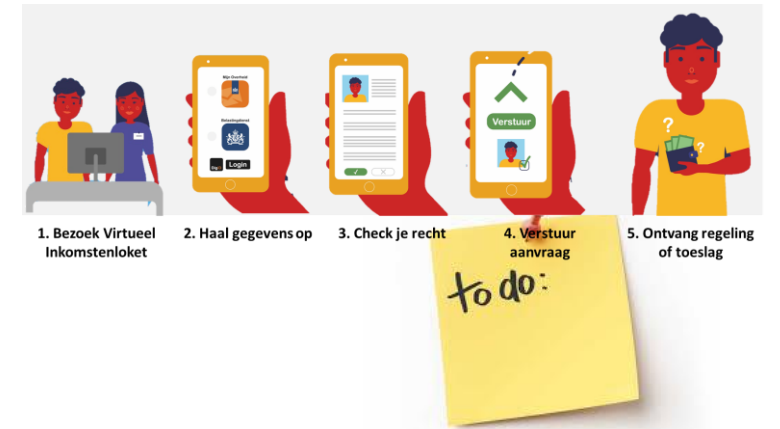 Mijn Overheid
Belastingdienst
Login
Verstuur
?
?
1. Bezoek Virtueel
Inkomstenloket
2. Haal gegevens op
3. Check je recht
4. Verstuur
aanvraag
5. Ontvang regeling
of toeslag
to do: